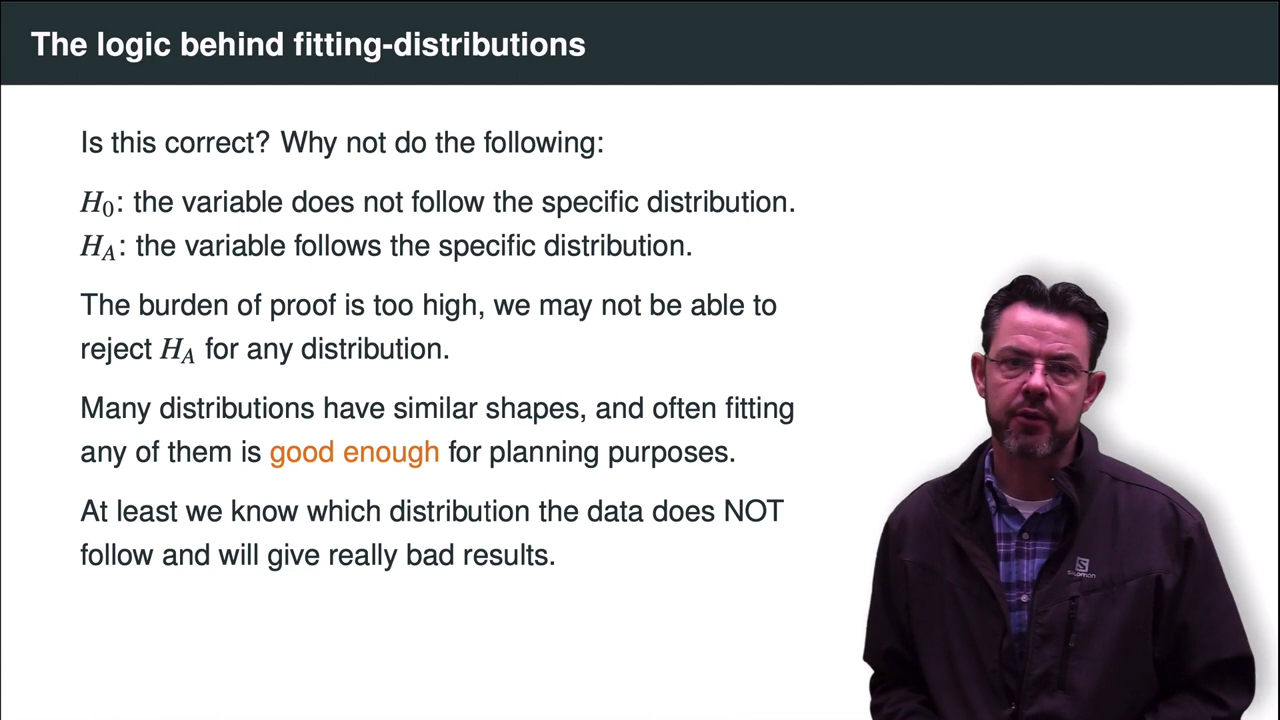 The logic behind fitting-distributions
Is this correct? Why not do the following:
H0: the variable does not follow the specific distribution.
HA: the variable follows the specific distribution.
The burden of proof is too high, we may not be able to
reject HA for any distribution.
Many distributions have similar shapes, and often fitting
any of them is good enough for planning purposes.
At least we know which distribution the data does NOT
follow and will give really bad results.
S
SALOMON